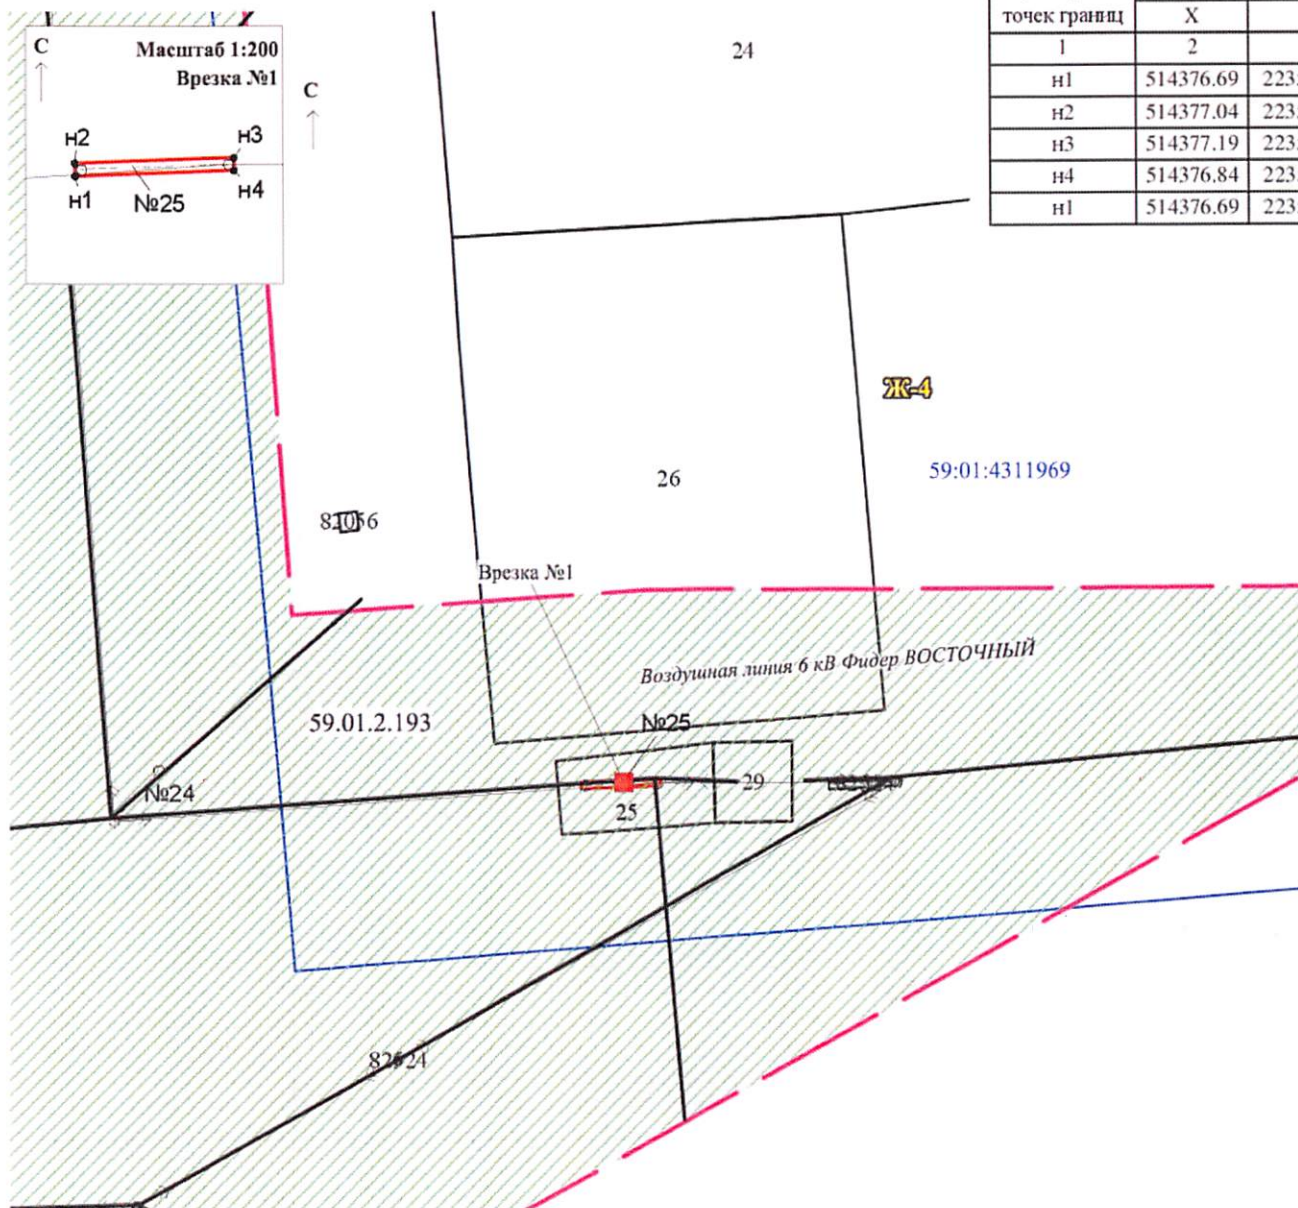 С
Масштаб 1:200
Врезка №1
н2
н3
н1
№25
н4
С
24
точек границ X
1 2
н1 514376.69 223
н2 514377.04 223
н3 514377.19 223
н4 514376.84 223
н1 514376.69 223
Ж-4
26
59:01:4311969
82056
Врезка №1
Воздушная линия 6 кВ Фидер ВОСТОЧНЫЙ
59.01.2.193
№25
№24
29
25
82624